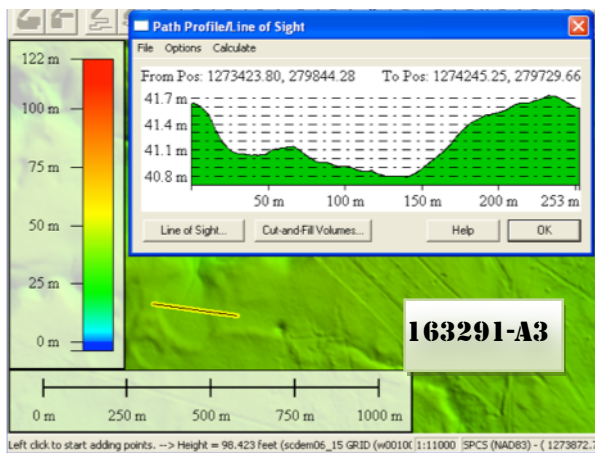 Path Profile/Line of Sight
File Options Calculate
From Pos: 1273423.80, 279844.28 To Pos: 1274245.25, 279729.66
41.7 m
41.4 m
41.1 m
40.8 m
50 m 100 m 150 m 200 m 253 m
Line of Sight... Cut-and-Fill Volumes... Help OK
122 m
100 m
75 m
50 m
25 m
0 m
163291-A3
0 m 250 m 500 m 750 m 1000 m
Left click to start adding points. --> Height = 98.423 feet (scdem06_15 GRID (w0010( 1:11000 SPCS (NAD83) - ( 1273872.7